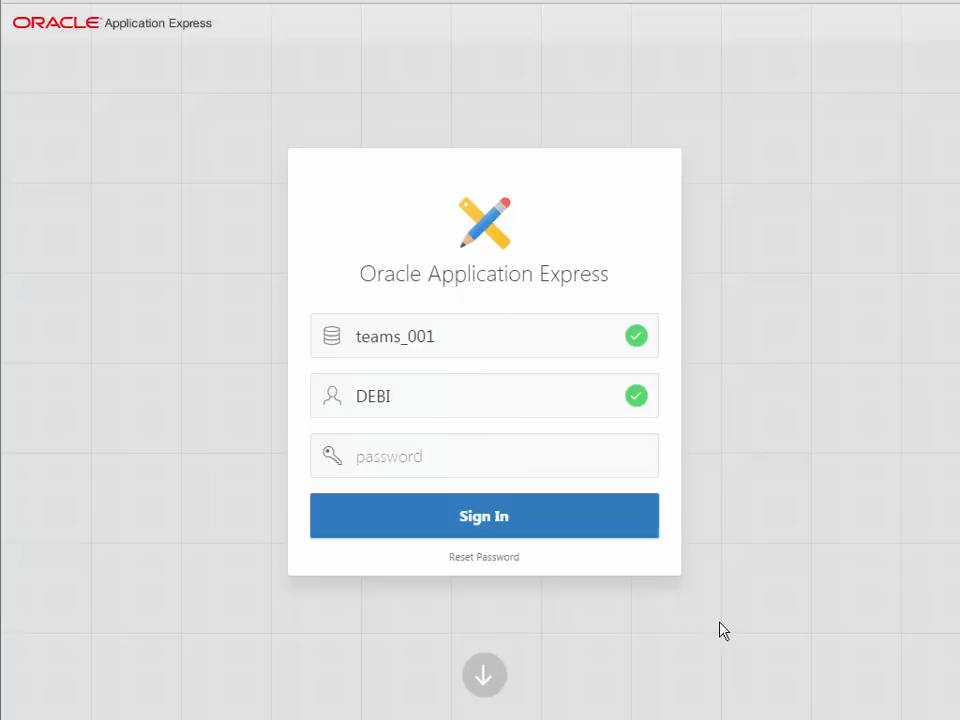 ORACLE Application Express
Oracle Application Express
teams_001
DEBI
password
Sign In
Reset Password